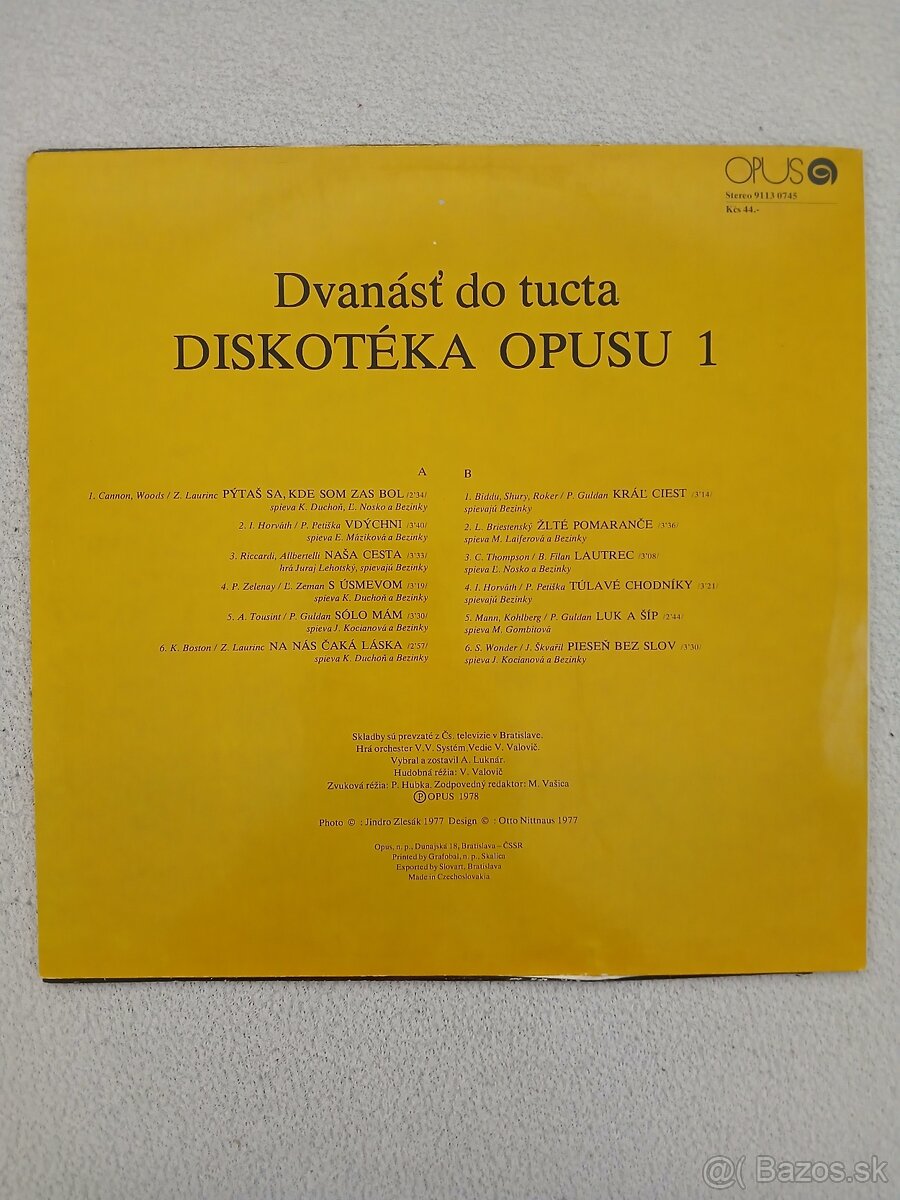 OPUS
Stereo 9113 0745
Kčs 44.-
Dvanásť do tucta
DISKOTÉKA OPUSU 1
A
1. Cannon, Woods / Z. Laurinc PÝTAŠ SA, KDE SOM ZAS BOL /2'34/
spieva K. Duchoň, Ľ. Nosko a Bezinky
2. I. Horváth / P. Petiška VDÝCHNI /3'40/
spieva E. Máziková a Bezinky
3. Riccardi, Allbertelli NAŠA CESTA /3'33/
hrá Juraj Lehotský, spievajú Bezinky
4. P. Zelenay / Ľ. Zeman S ÚSMEVOM /3'19/
spieva K. Duchoň a Bezinky
5. A. Tousint / P. Guldan SÓLO MÁM /3'30/
spieva J. Kocianová a Bezinky
6. K. Boston / Z. Laurinc NA NÁS ČAKÁ LÁSKA /2'57/
spieva K. Duchoň a Bezinky
B
1. Biddu, Shury, Roker / P. Guldan KRÁĽ CIEST /3'14/
spievajú Bezinky
2. L. Briestenský ŽLTÉ POMARANČE /3'36/
spieva M. Laiferová a Bezinky
3. C. Thompson / B. Filan LAUTREC /3'08/
spieva Ľ. Nosko a Bezinky
4. I. Horváth / P. Petiška TÚLAVÉ CHODNÍKY /3'21/
spievajú Bezinky
5. Mann, Kohlberg / P. Guldan LUK A ŠÍP /2'44/
spieva M. Gombitová
6. S. Wonder / J. Škvařil PIESEŇ BEZ SLOV /3'30/
spieva J. Kocianová a Bezinky
Skladby sú prevzaté z Čs. televízie v Bratislave.
Hrá orchester V.V. Systém. Vedie V. Valovič.
Vybral a zostavil A. Luknár.
Hudobná réžia: V. Valovič
Zvuková réžia: P. Hubka. Zodpovedný redaktor: M. Vašica
Ⓟ OPUS 1978
Photo © : Jindro Zlesák 1977 Design © : Otto Nittnaus 1977
Opus, n. p., Dunajská 18, Bratislava – ČSSR
Printed by Grafobal, n. p., Skalica
Exported by Slovart, Bratislava
Made in Czechoslovakia
@( Bazos.sk